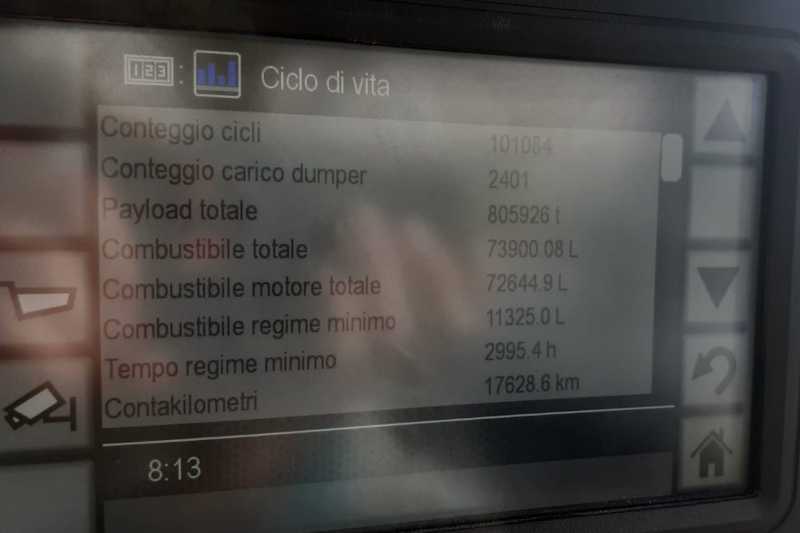 123 : Ciclo di vita
Conteggio cicli 101084
Conteggio carico dumper 2401
Payload totale 805926 t
Combustibile totale 73900.08 L
Combustibile motore totale 72644.9 L
Combustibile regime minimo 11325.0 L
Tempo regime minimo 2995.4 h
Contakilometri 17628.6 km
8:13